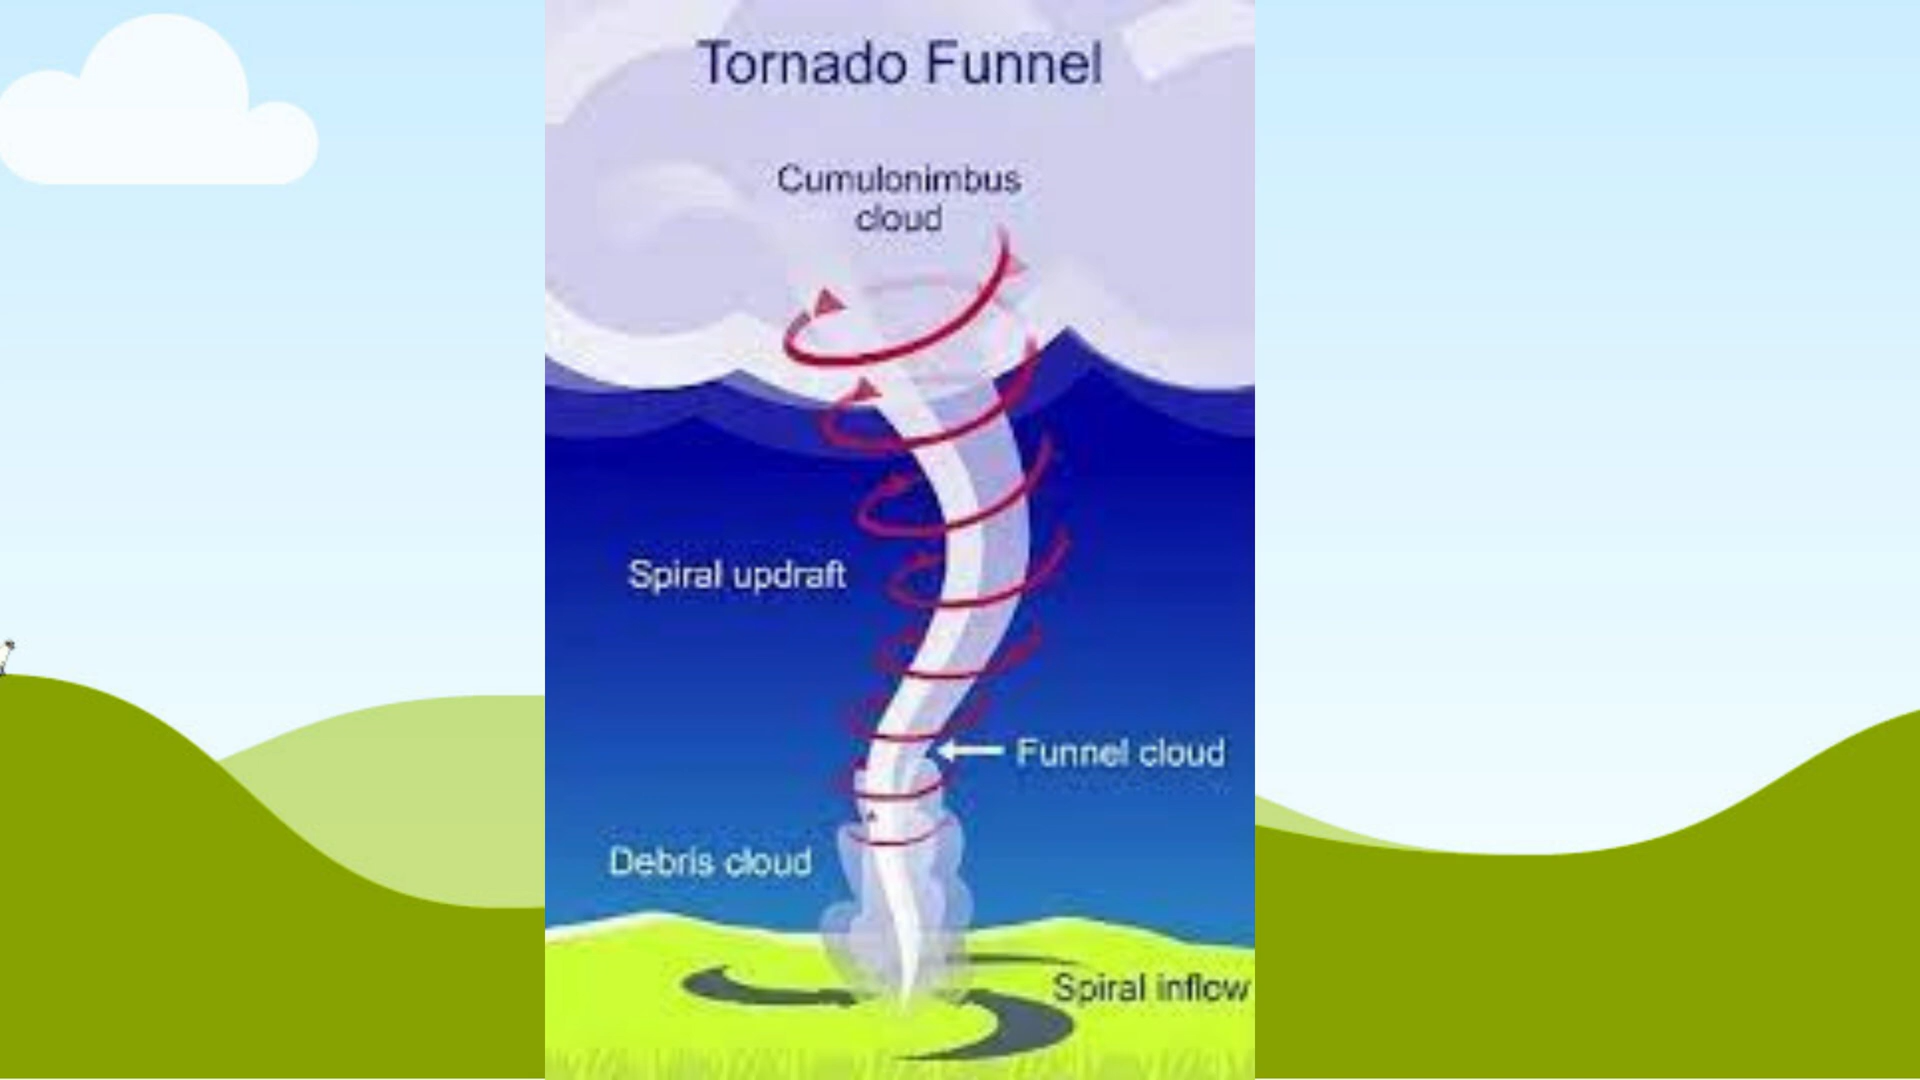 Tornado Funnel
Cumulonimbus
cloud
Spiral updraft
Funnel cloud
Debris cloud
Spiral inflow